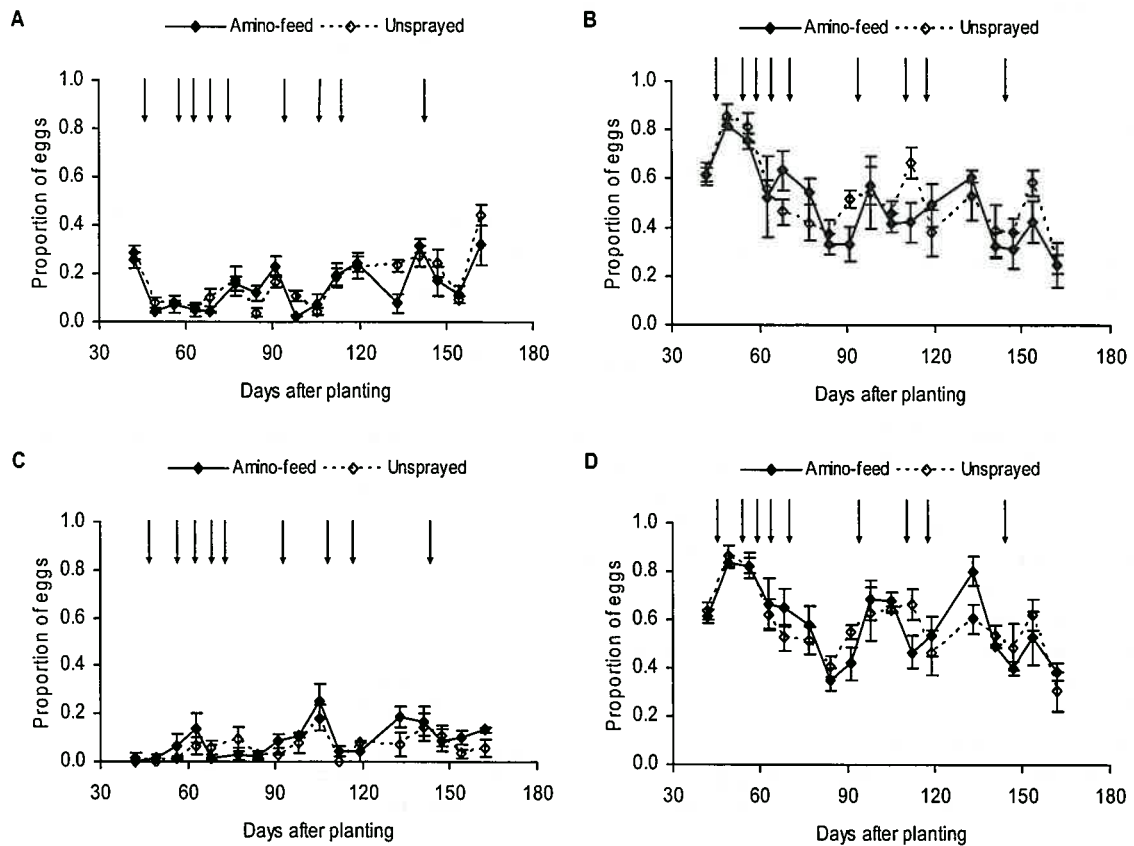 A
Amino-feed Unsprayed
1.0
0.8
0.6
0.4
0.2
0.0
Proportion of eggs
30 60 90 120 150 180
Days after planting
B
Amino-feed Unsprayed
1.0
0.8
0.6
0.4
0.2
0.0
Proportion of eggs
30 60 90 120 150 180
Days after planting
C
Amino-feed Unsprayed
1.0
0.8
0.6
0.4
0.2
0.0
Proportion of eggs
30 60 90 120 150 180
Days after planting
D
Amino-feed Unsprayed
1.0
0.8
0.6
0.4
0.2
0.0
Proportion of eggs
30 60 90 120 150 180
Days after planting